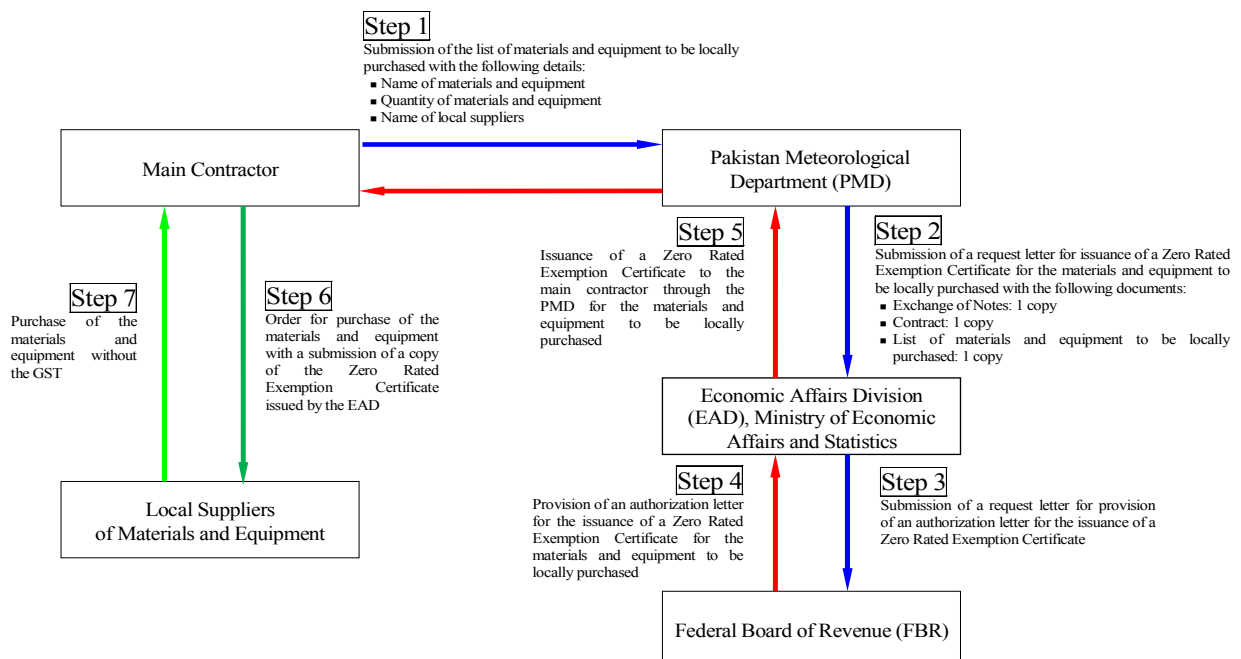 Step 1
Submission of the list of materials and equipment to be locally
purchased with the following details:
▪ Name of materials and equipment
▪ Quantity of materials and equipment
▪ Name of local suppliers
Main Contractor
Pakistan Meteorological
Department (PMD)
Step 5
Issuance of a Zero Rated
Exemption Certificate to the
main contractor through the
PMD for the materials and
equipment to be locally
purchased
Step 2
Submission of a request letter for issuance of a Zero Rated
Exemption Certificate for the materials and equipment to
be locally purchased with the following documents:
▪ Exchange of Notes: 1 copy
▪ Contract: 1 copy
▪ List of materials and equipment to be locally
purchased: 1 copy
Step 7
Purchase of the
materials and
equipment without
the GST
Step 6
Order for purchase of the
materials and equipment
with a submission of a copy
of the Zero Rated
Exemption Certificate
issued by the EAD
Economic Affairs Division
(EAD), Ministry of Economic
Affairs and Statistics
Local Suppliers
of Materials and Equipment
Step 4
Provision of an authorization letter
for the issuance of a Zero Rated
Exemption Certificate for the
materials and equipment to be
locally purchased
Step 3
Submission of a request letter for provision
of an authorization letter for the issuance of a
Zero Rated Exemption Certificate
Federal Board of Revenue (FBR)